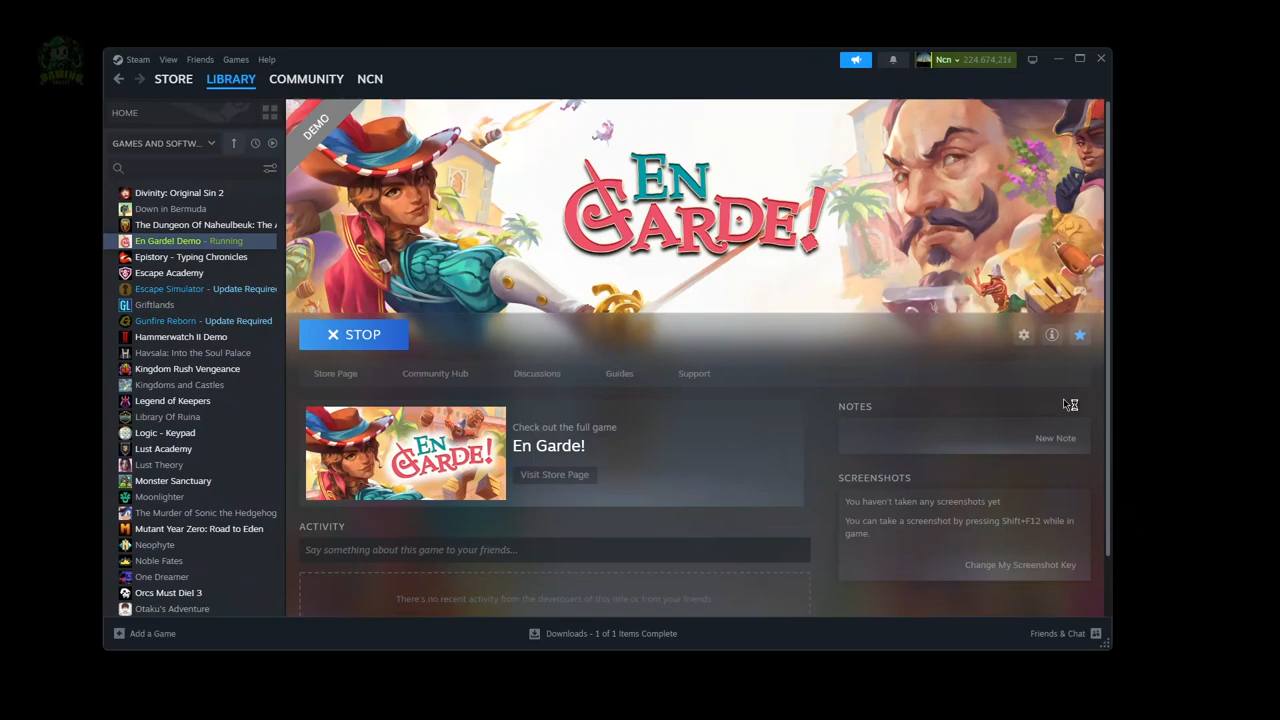 Steam View Friends Games Help
Ncn 224.674,21₫
STORE LIBRARY COMMUNITY NCN
HOME
GAMES AND SOFTW...
Divinity: Original Sin 2
Down in Bermuda
The Dungeon Of Naheulbeuk: The A
En Garde! Demo - Running
Epistory - Typing Chronicles
Escape Academy
Escape Simulator - Update Required
Griftlands
Gunfire Reborn - Update Required
Hammerwatch II Demo
Havsala: Into the Soul Palace
Kingdom Rush Vengeance
Kingdoms and Castles
Legend of Keepers
Library Of Ruina
Logic - Keypad
Lust Academy
Lust Theory
Monster Sanctuary
Moonlighter
The Murder of Sonic the Hedgehog
Mutant Year Zero: Road to Eden
Neophyte
Noble Fates
One Dreamer
Orcs Must Die! 3
Otaku's Adventure
DEMO
EN
GARDE!
STOP
Store Page Community Hub Discussions Guides Support
EN
GARDE!
Check out the full game
En Garde!
Visit Store Page
ACTIVITY
Say something about this game to your friends...
There's no recent activity from the developers of this title or from your friends
NOTES
New Note
SCREENSHOTS
You haven't taken any screenshots yet
You can take a screenshot by pressing Shift+F12 while in
game.
Change My Screenshot Key
Add a Game
Downloads - 1 of 1 Items Complete
Friends & Chat